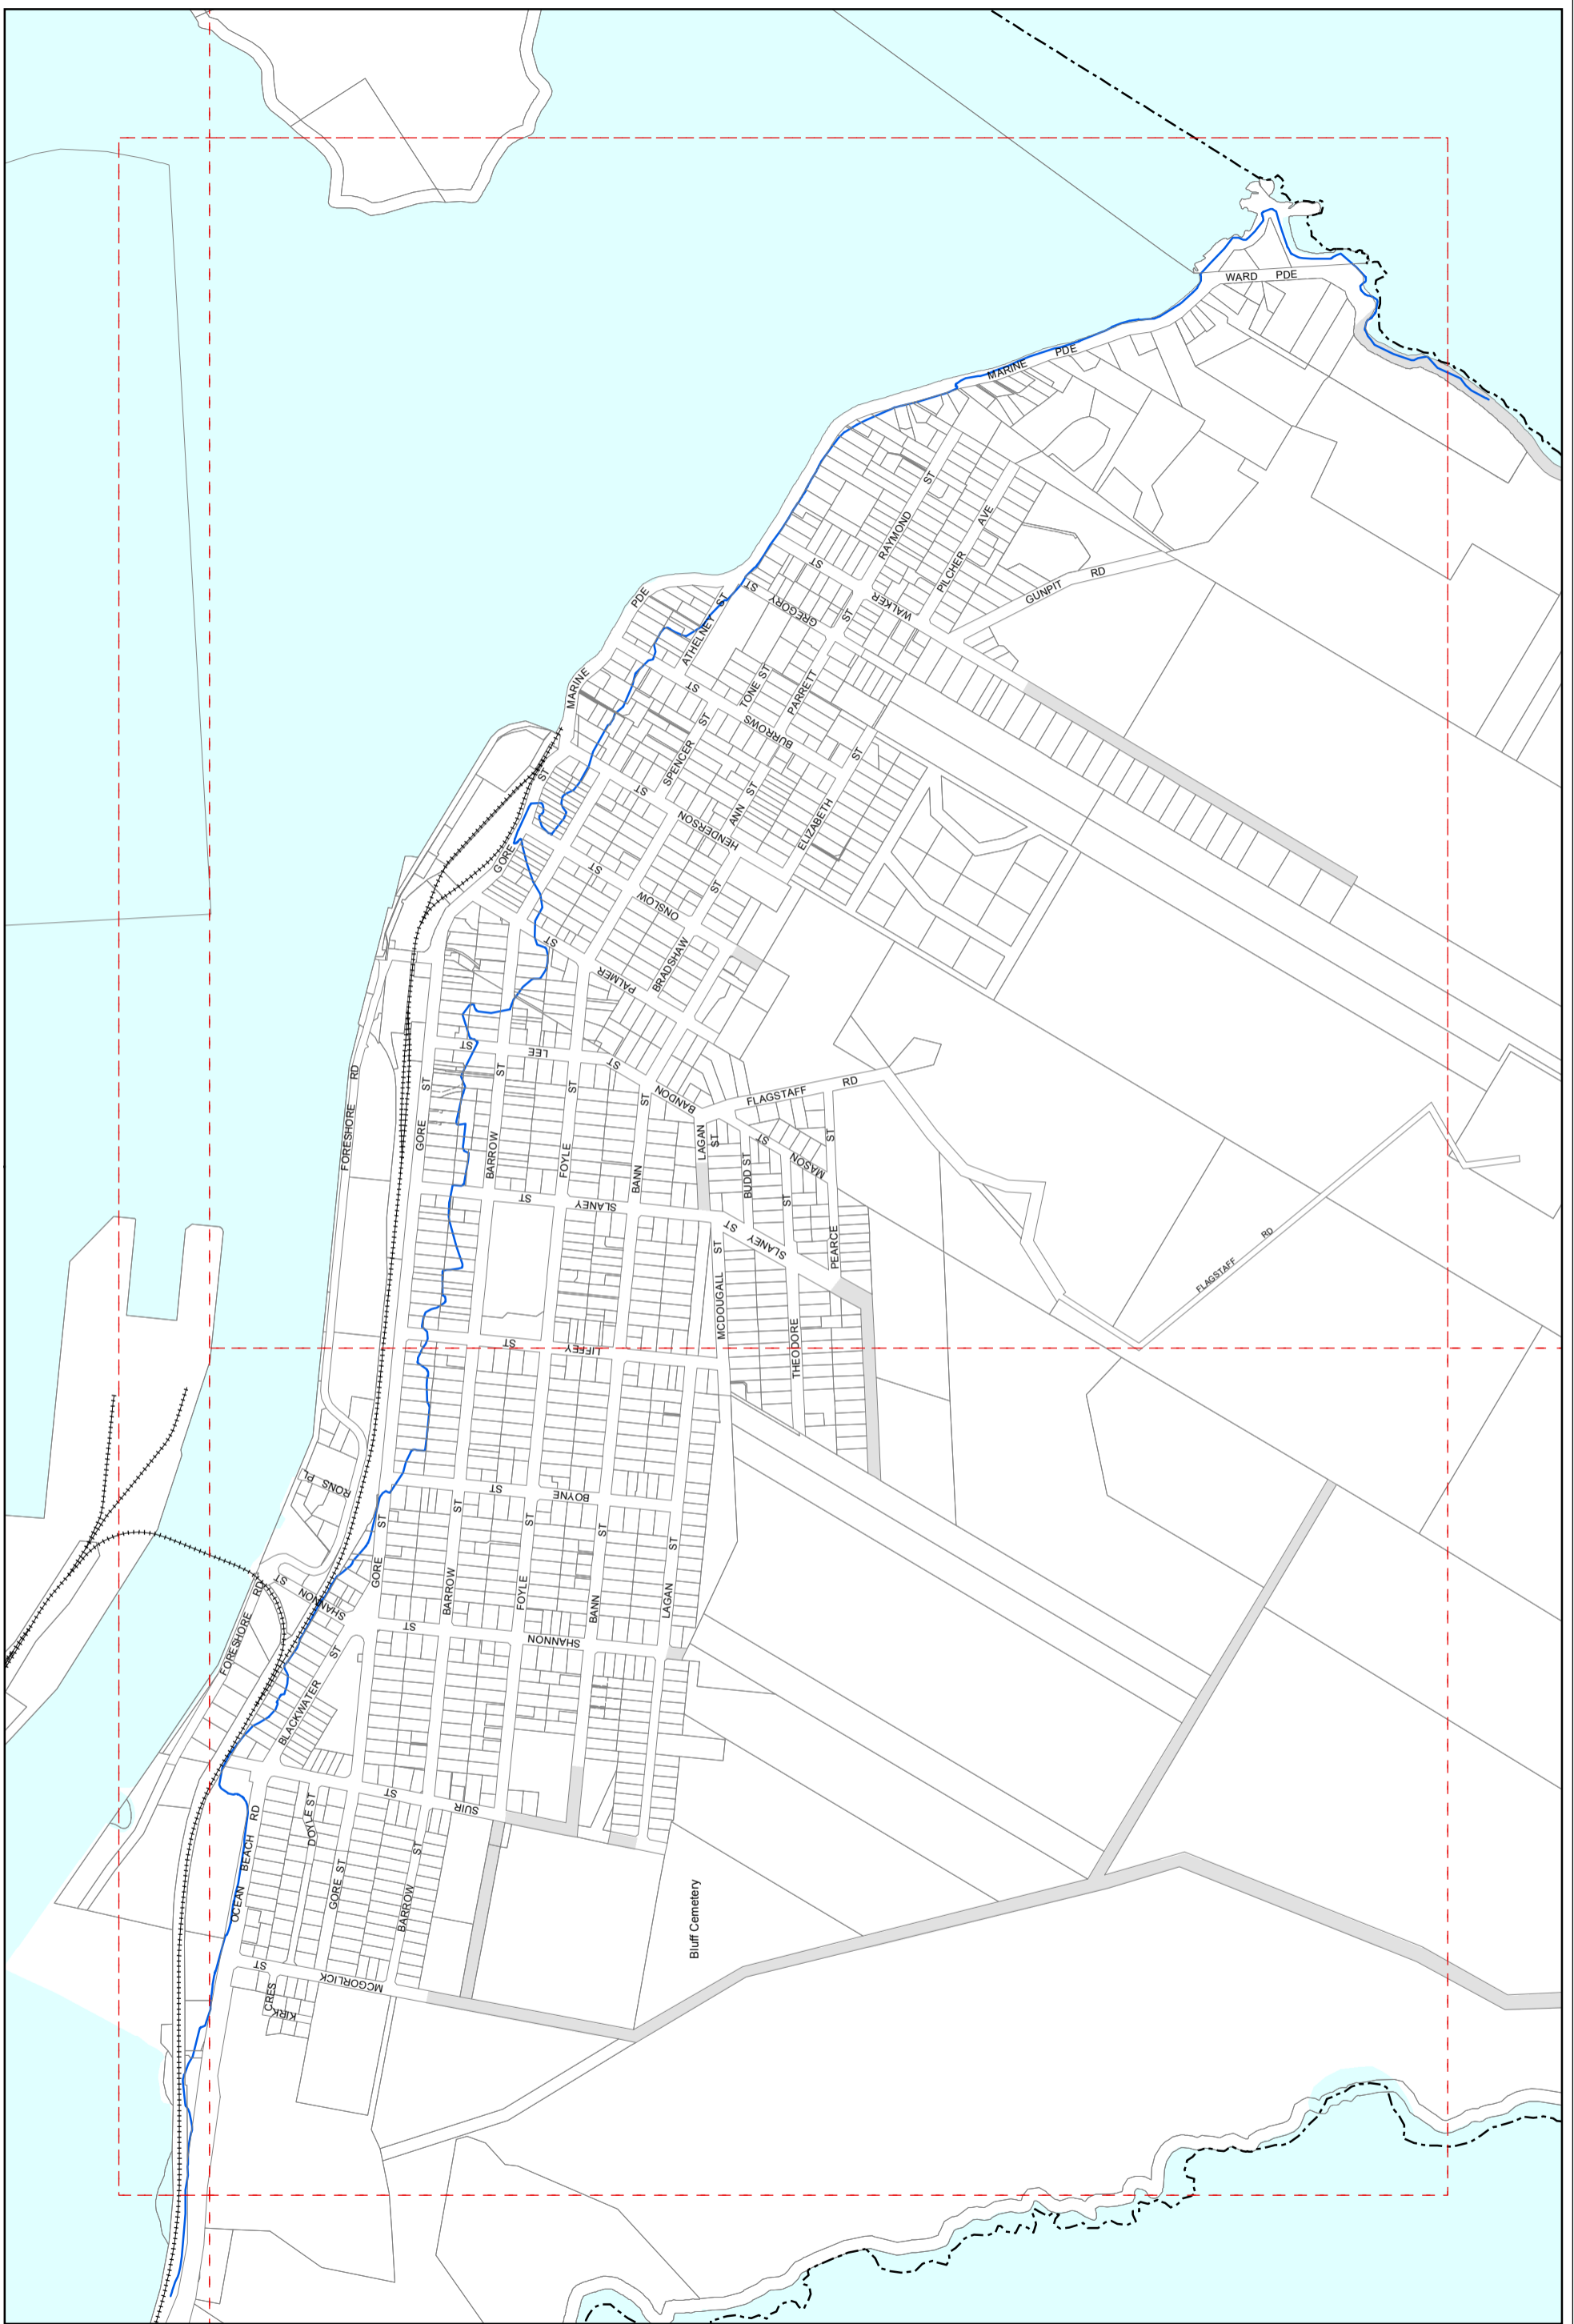 WARD PDE
MARINE PDE
RAYMOND ST
PILCHER AVE
GUNPIT RD
WALKER ST
GREGORY ST
ATHELNEY ST
MARINE PDE
TONE ST
PARRETT ST
BURROWS ST
SPENCER ST
ANN ST
HENDERSON ST
ELIZABETH ST
GORE ST
ONSLOW ST
BRADSHAW ST
PALMER ST
LEE ST
BANDON ST
FLAGSTAFF RD
FORESHORE RD
GORE ST
BARROW ST
FOYLE ST
BANN ST
LAGAN ST
BUDD ST
MASON ST
SLANEY ST
SLANEY ST
PEARCE ST
MCDOUGALL ST
THEODORE ST
FLAGSTAFF RD
LIFFEY ST
RONS PL
BOYNE ST
GORE ST
BARROW ST
FOYLE ST
BANN ST
LAGAN ST
SHANNON ST
FORESHORE RD
SHANNON ST
BLACKWATER ST
SUIR ST
DOYLE ST
OCEAN BEACH RD
GORE ST
BARROW ST
Bluff Cemetery
MCGORLICK ST
KIRK CRES